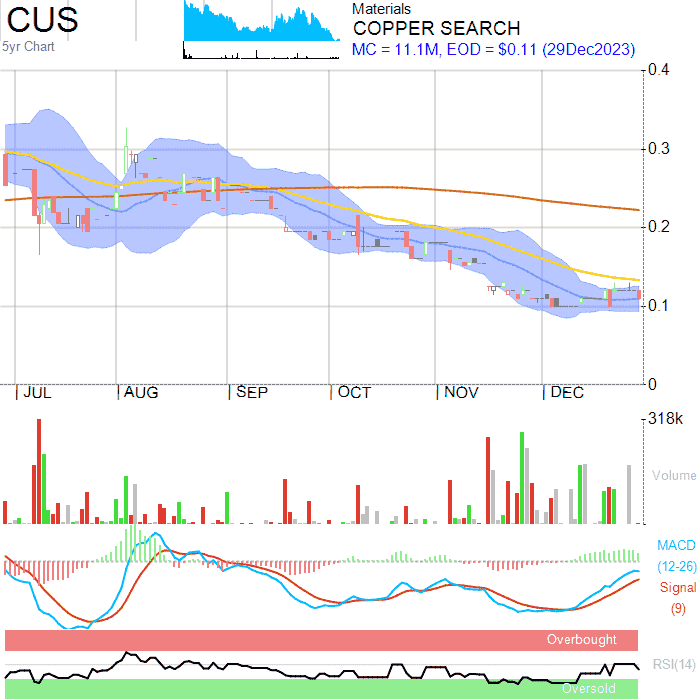 CUS
5yr Chart
Materials
COPPER SEARCH
MC = 11.1M, EOD = $0.11 (29Dec2023)
0.4
0.3
0.2
0.1
0
JUL AUG SEP OCT NOV DEC
318k
Volume
MACD
(12-26)
Signal
(9)
Overbought
RSI(14)
Oversold